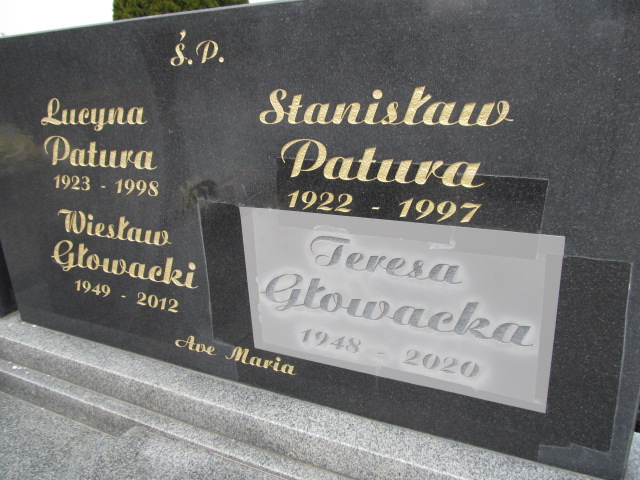 Ś.P.
Lucyna
Patura
1923 - 1998
Wiesław
Głowacki
1949 - 2012
Stanisław
Patura
1922 - 1997
Teresa
Głowacka
1948 - 2020
Ave Maria